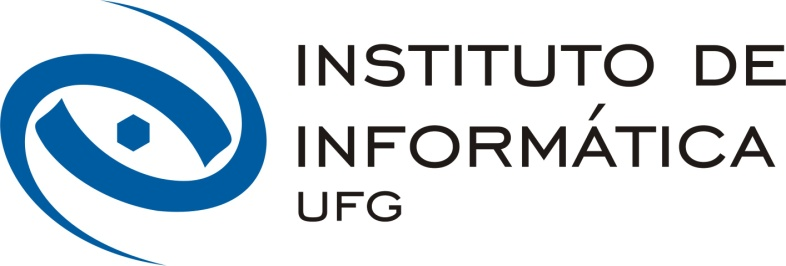 INSTITUTO DE
INFORMÁTICA
UFG